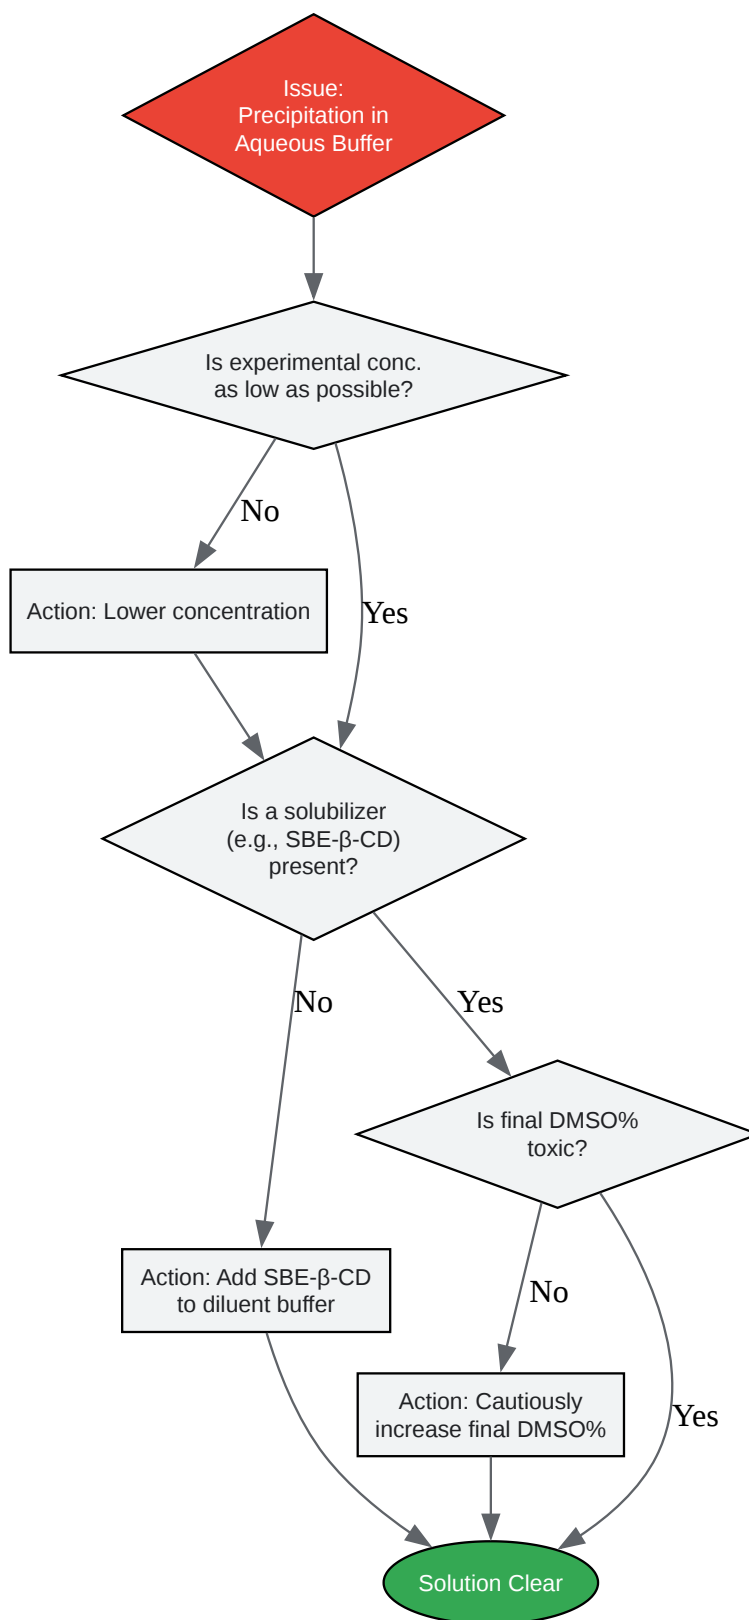 Issue:
Precipitation in
Aqueous Buffer
Is experimental conc.
as low as possible?
No
Action: Lower concentration
Yes
Is a solubilizer
(e.g., SBE-β-CD)
present?
No
Yes
Is final DMSO%
toxic?
Action: Add SBE-β-CD
to diluent buffer
No
Action: Cautiously
increase final DMSO%
Yes
Solution Clear